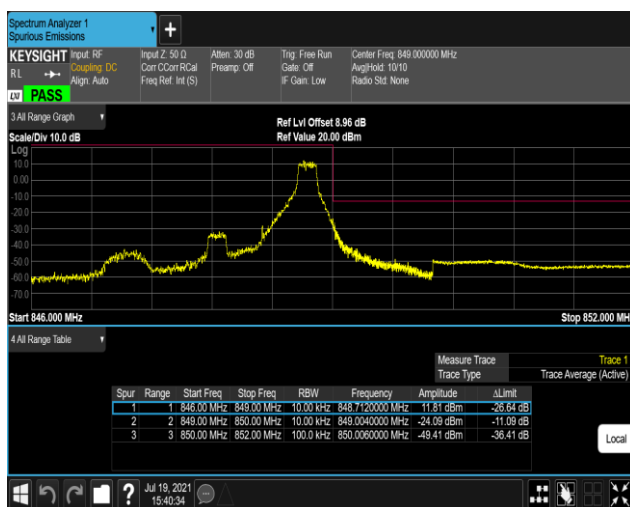 Spectrum Analyzer 1
Spurious Emissions
+
KEYSIGHT Input: RF Input Z: 50 Ω Atten: 30 dB Trig: Free Run Center Freq: 849.000000 MHz
R L Coupling: DC Corr CCorr RCal Preamp: Off Gate: Off Avg|Hold: 10/10
Align: Auto Freq Ref: Int (S) IF Gain: Low Radio Std: None
LXI PASS
3 All Range Graph
Ref Lvl Offset 8.96 dB
Scale/Div 10.0 dB Ref Value 20.00 dBm
Log
10.0
0.00
-10.0
-20.0
-30.0
-40.0
-50.0
-60.0
-70.0
Start 846.000 MHz Stop 852.000 MH
4 All Range Table
Measure Trace Trace 1
Trace Type Trace Average (Active)
Spur Range Start Freq Stop Freq RBW Frequency Amplitude ΔLimit
1 1 846.00 MHz 849.00 MHz 10.00 kHz 848.7120000 MHz 11.81 dBm -26.64 dB
2 2 849.00 MHz 850.00 MHz 10.00 kHz 849.0040000 MHz -24.09 dBm -11.09 dB
3 3 850.00 MHz 852.00 MHz 100.0 kHz 850.0060000 MHz -49.41 dBm -36.41 dB
Local
? Jul 19, 2021
15:40:34